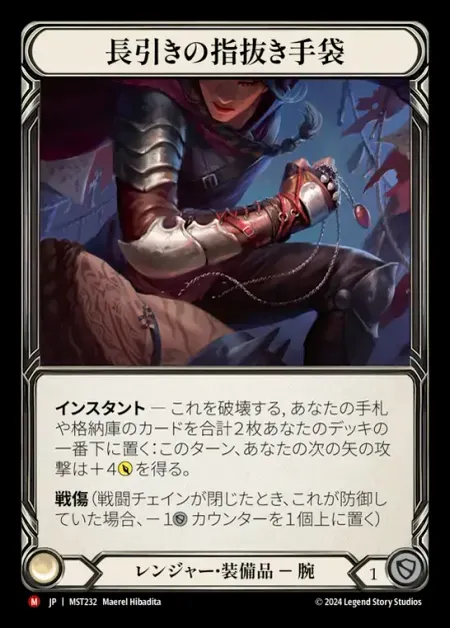 長引きの指抜き手袋
インスタント — これを破壊する, あなたの手札
や格納庫のカードを合計2枚あなたのデッキの
一番下に置く:このターン、あなたの次の矢の攻
撃は+4を得る。
戦傷(戦闘チェインが閉じたとき、これが防御し
ていた場合、-1カウンターを1個上に置く)
レンジャー・装備品 — 腕
1
M JP | MST232 Maerel Hibadita
© 2024 Legend Story Studios